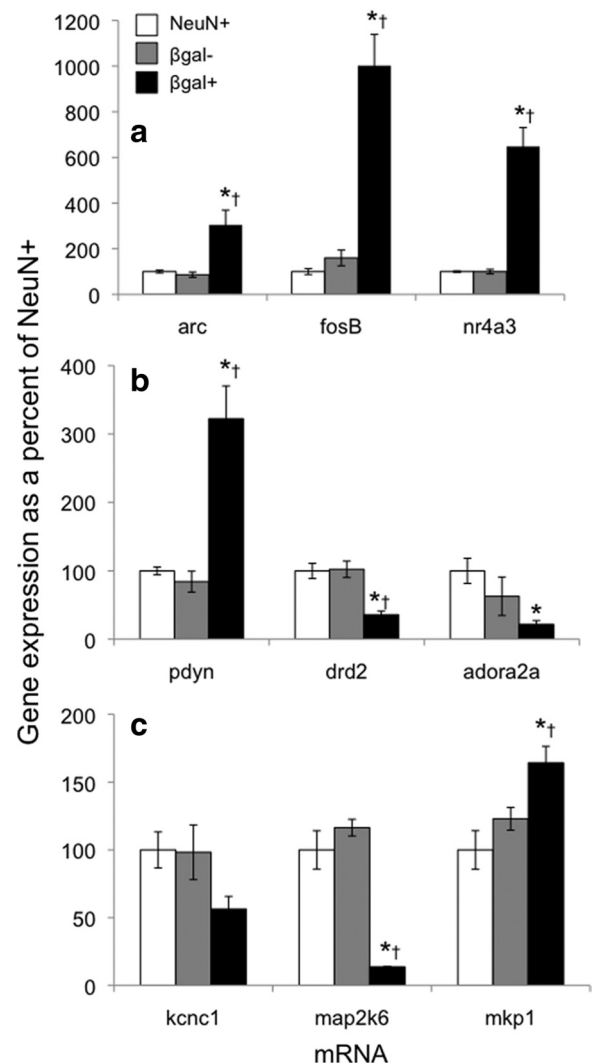 Gene expression as a percent of NeuN+
NeuN+
βgal-
βgal+
a
1200
1000
800
600
400
200
0
*†
*†
*†
arc fosB nr4a3
b
400
300
200
100
0
*†
*†
*
pdyn drd2 adora2a
c
200
150
100
50
0
*†
*†
kcnc1 map2k6 mkp1
mRNA